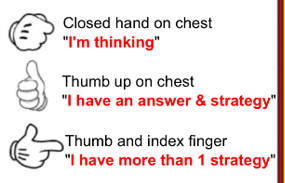 Closed hand on chest
"I'm thinking"
Thumb up on chest
"I have an answer & strategy"
Thumb and index finger
"I have more than 1 strategy"